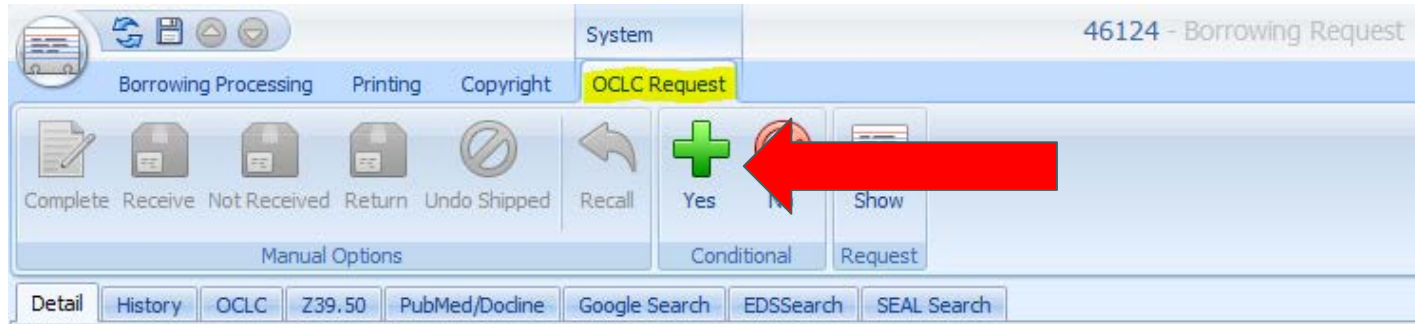 System 46124 - Borrowing Request
Borrowing Processing Printing Copyright OCLC Request
Complete Receive Not Received Return Undo Shipped Recall Yes Show
Manual Options Conditional Request
Detail History OCLC Z39.50 PubMed/Docline Google Search EDSSearch SEAL Search